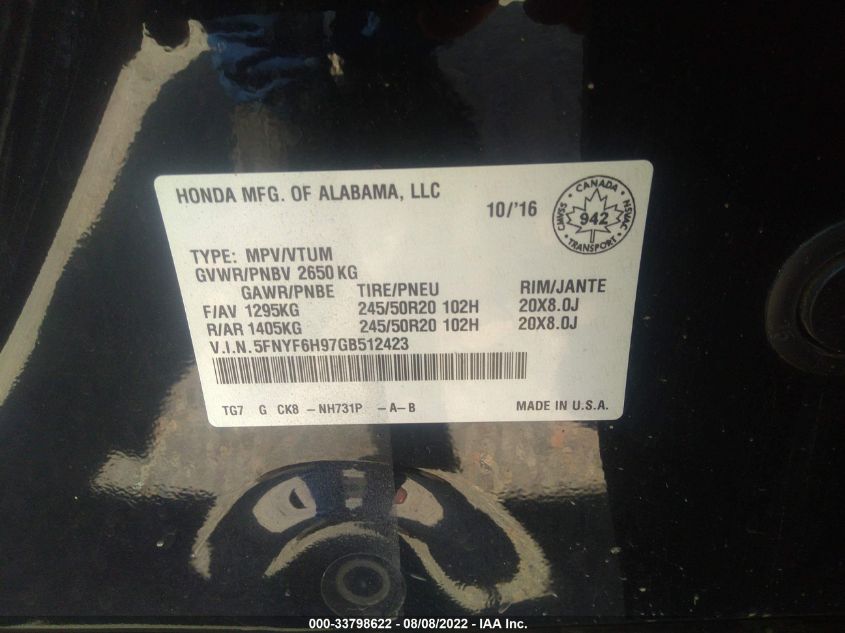 HONDA MFG. OF ALABAMA, LLC
10/'16
CANADA
CMVSS 942 NSVAC
TRANSPORT
TYPE: MPV/VTUM
GVWR/PNBV 2650 KG
GAWR/PNBE TIRE/PNEU RIM/JANTE
F/AV 1295KG 245/50R20 102H 20X8.0J
R/AR 1405KG 245/50R20 102H 20X8.0J
V.I.N.5FNYF6H97GB512423
TG7 G CK8 -NH731P -A-B MADE IN U.S.A.
000-33798622 - 08/08/2022 - IAA Inc.